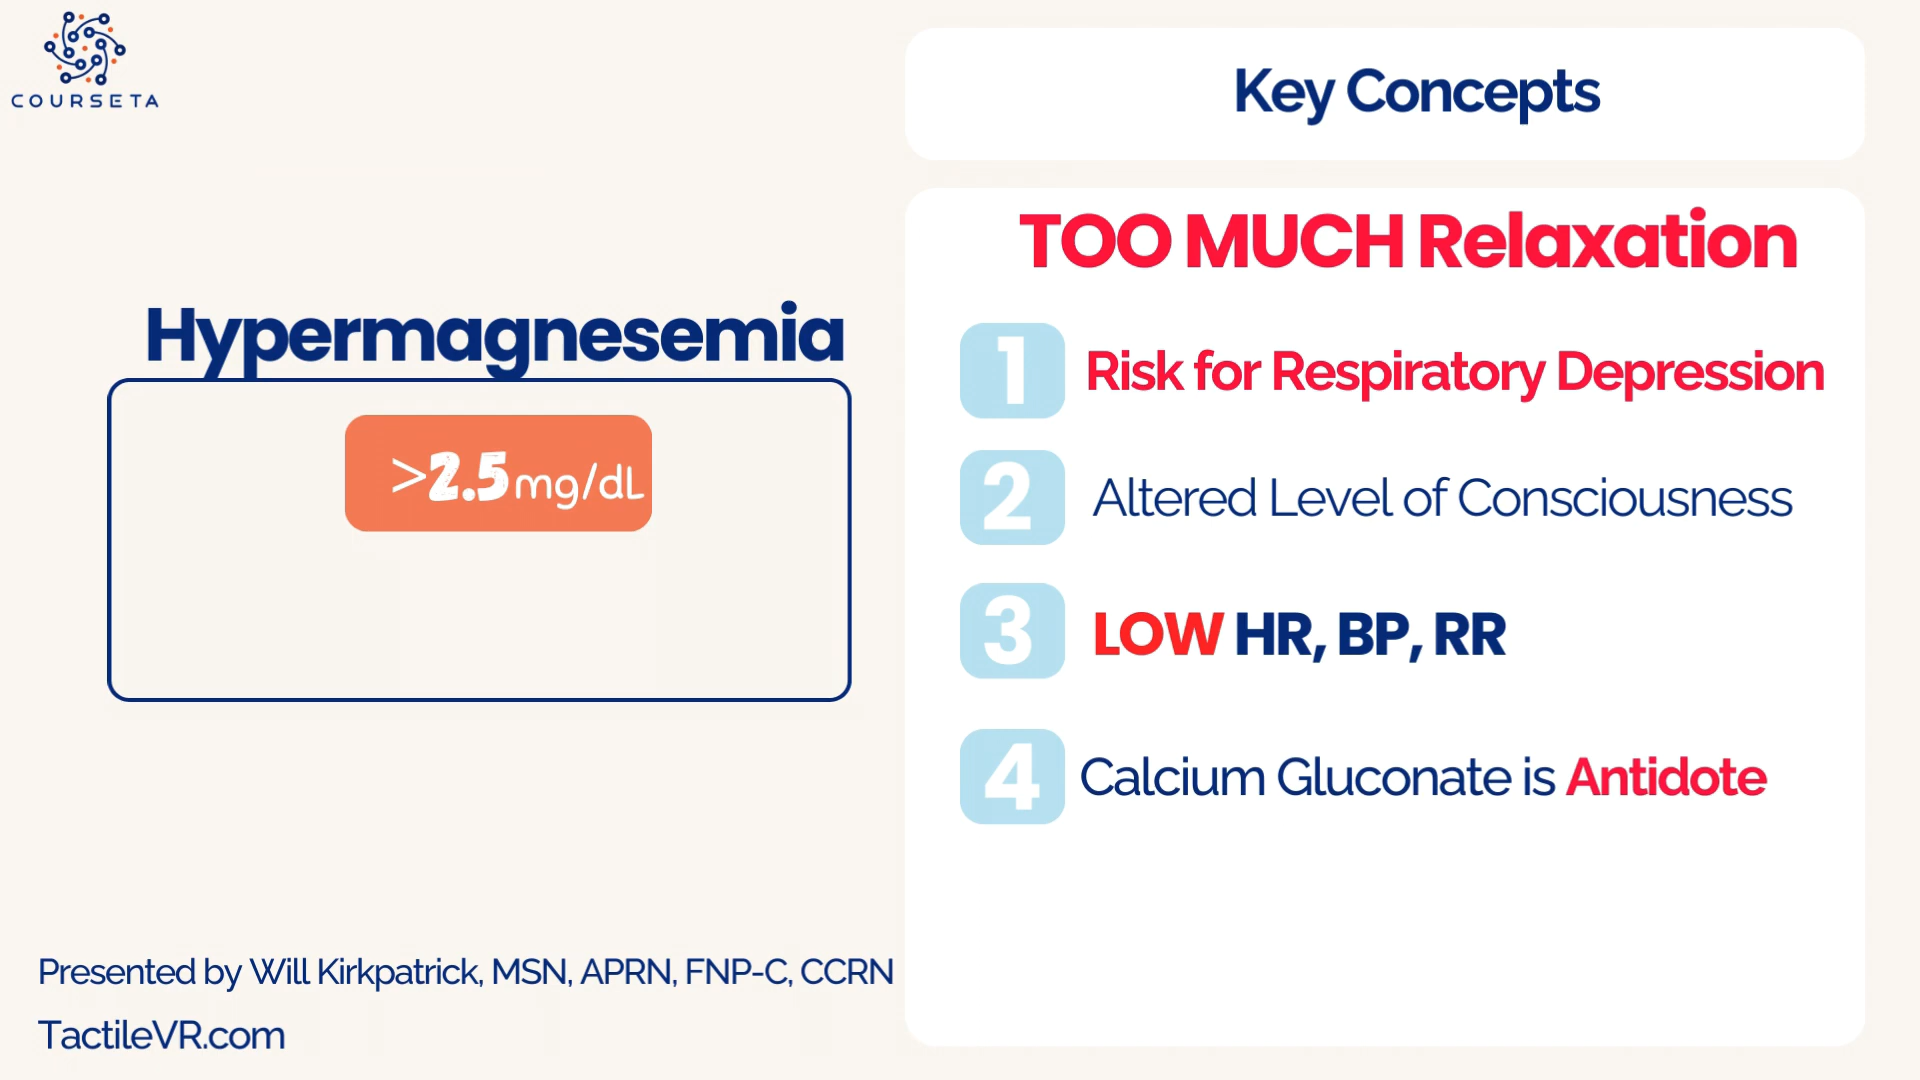 COURSETA
Hypermagnesemia
>2.5mg/dL
Presented by Will Kirkpatrick, MSN, APRN, FNP-C, CCRN
TactileVR.com
Key Concepts
TOO MUCH Relaxation
1 Risk for Respiratory Depression
2 Altered Level of Consciousness
3 LOW HR, BP, RR
4 Calcium Gluconate is Antidote